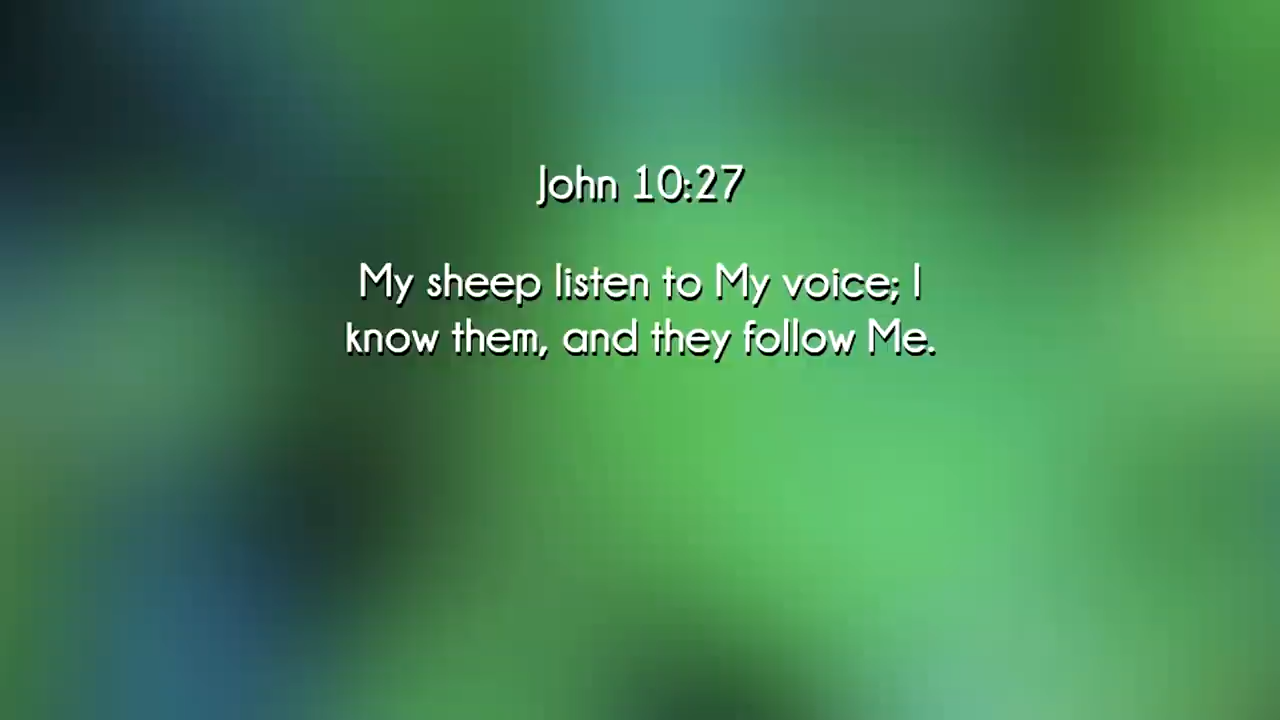 John 10:27
My sheep listen to My voice; I
know them, and they follow Me.